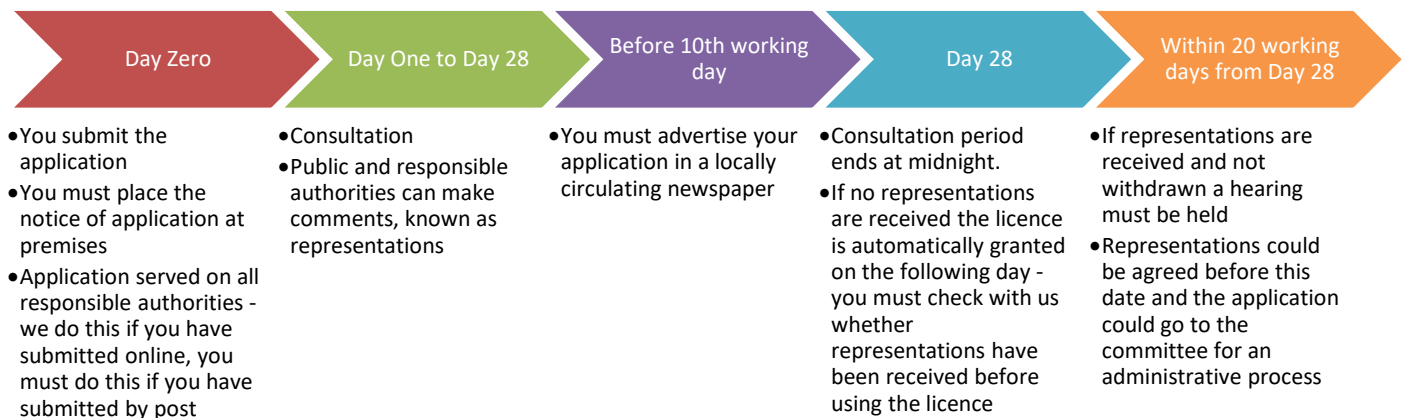 Day Zero
•You submit the
application
•You must place the
notice of application at
premises
•Application served on all
responsible authorities -
we do this if you have
submitted online, you
must do this if you have
submitted by post
Day One to Day 28
•Consultation
•Public and responsible
authorities can make
comments, known as
representations
Before 10th working
day
•You must advertise your
application in a locally
circulating newspaper
Day 28
•Consultation period
ends at midnight.
•If no representations
are received the licence
is automatically granted
on the following day -
you must check with us
whether
representations have
been received before
using the licence
Within 20 working
days from Day 28
•If representations are
received and not
withdrawn a hearing
must be held
•Representations could
be agreed before this
date and the application
could go to the
committee for an
administrative process